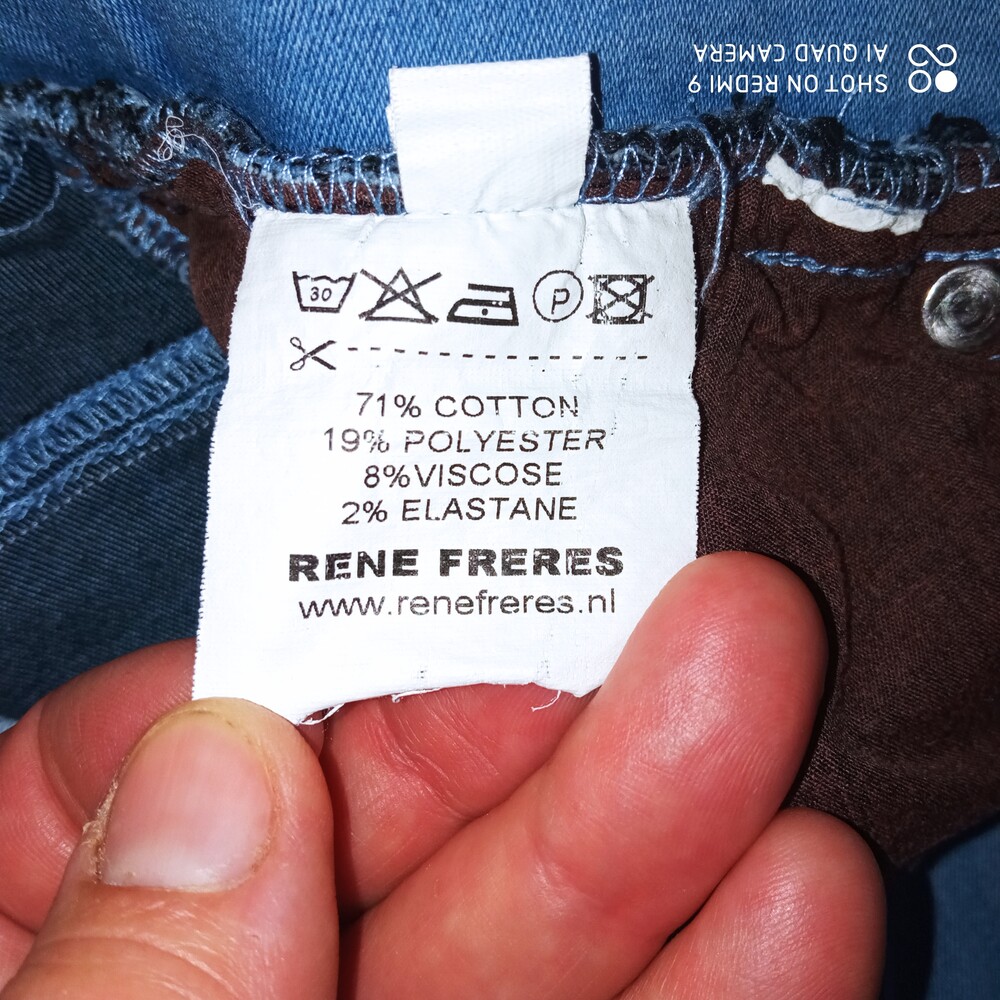 30
P
71% COTTON
19% POLYESTER
8%VISCOSE
2% ELASTANE
RENE FRERES
www.renefreres.nl
SHOT ON REDMI 9
AI QUAD CAMERA